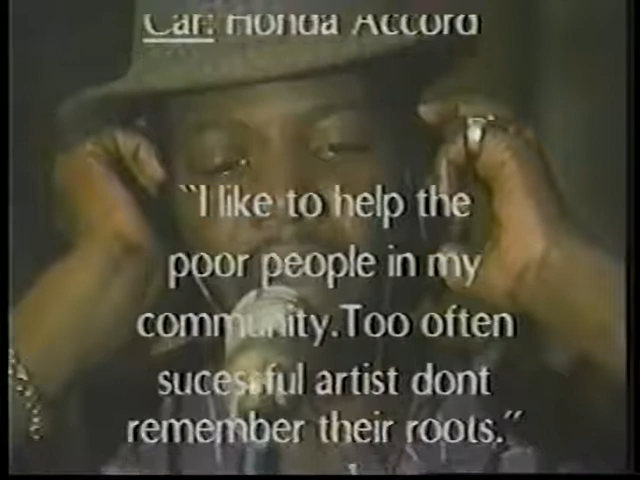 Car: Honda Accord
“I like to help the
poor people in my
community.Too often
sucessful artist dont
remember their roots.”